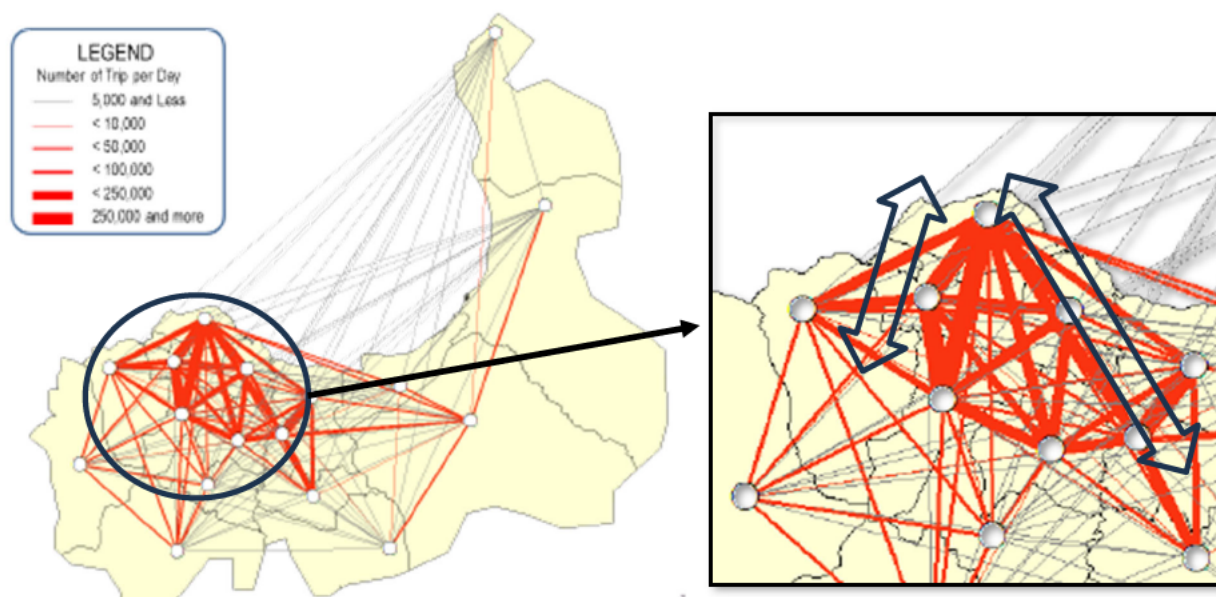 LEGEND
Number of Trip per Day
5,000 and Less
< 10,000
< 50,000
< 100,000
< 250,000
250,000 and more